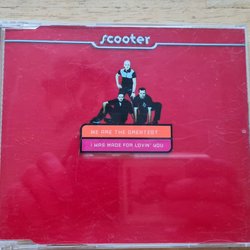 scooter
WE ARE THE GREATEST
I WAS MADE FOR LOVIN' YOU